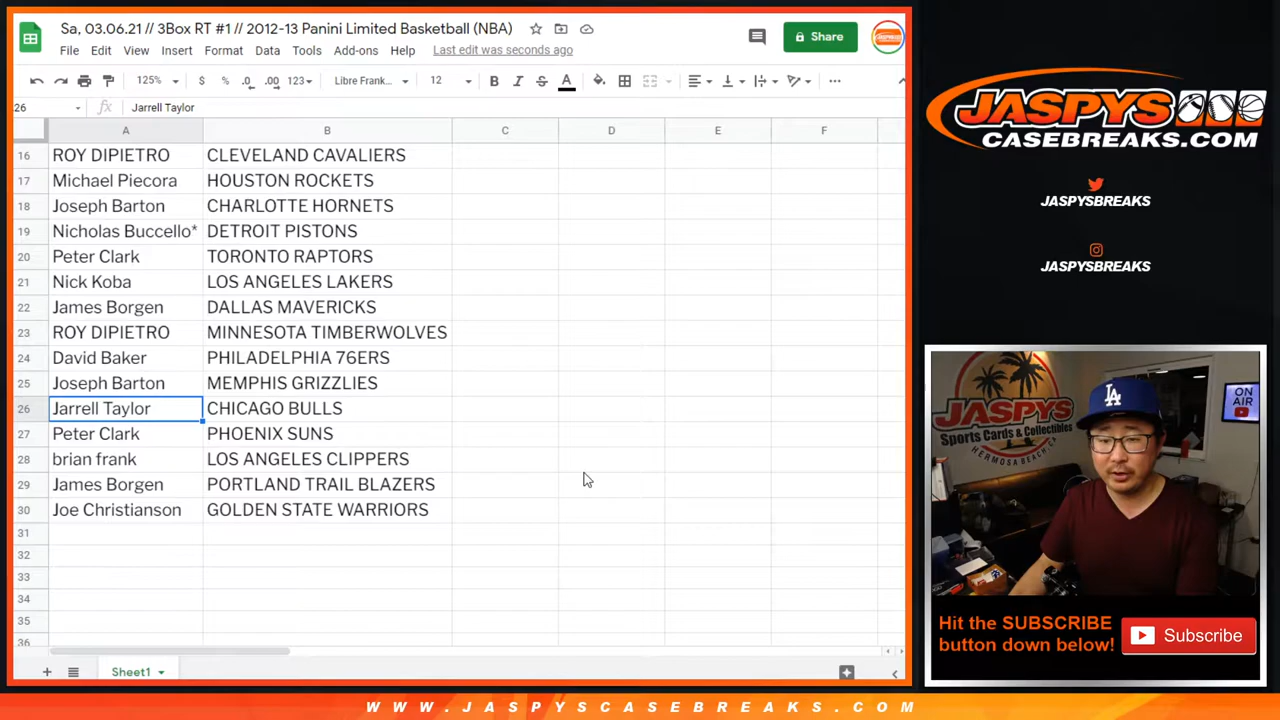 Sa, 03.06.21 // 3Box RT #1 // 2012-13 Panini Limited Basketball (NBA)
File Edit View Insert Format Data Tools Add-ons Help Last edit was seconds ago
Share
125% $ % .0 .00 123 Libre Frank... 12 B I S A
26 fx Jarrell Taylor
A B C D E F
16 ROY DIPIETRO CLEVELAND CAVALIERS
17 Michael Piecora HOUSTON ROCKETS
18 Joseph Barton CHARLOTTE HORNETS
19 Nicholas Buccello* DETROIT PISTONS
20 Peter Clark TORONTO RAPTORS
21 Nick Koba LOS ANGELES LAKERS
22 James Borgen DALLAS MAVERICKS
23 ROY DIPIETRO MINNESOTA TIMBERWOLVES
24 David Baker PHILADELPHIA 76ERS
25 Joseph Barton MEMPHIS GRIZZLIES
26 Jarrell Taylor CHICAGO BULLS
27 Peter Clark PHOENIX SUNS
28 brian frank LOS ANGELES CLIPPERS
29 James Borgen PORTLAND TRAIL BLAZERS
30 Joe Christianson GOLDEN STATE WARRIORS
31
32
33
34
35
36
Sheet1
JASPYS
CASEBREAKS.COM
JASPYSBREAKS
JASPYSBREAKS
JASPYS
Sports Cards & Collectibles
HERMOSA BEACH
ON
AIR
LA
Hit the SUBSCRIBE
button down below!
Subscribe
WWW.JASPYSCASEBREAKS.COM